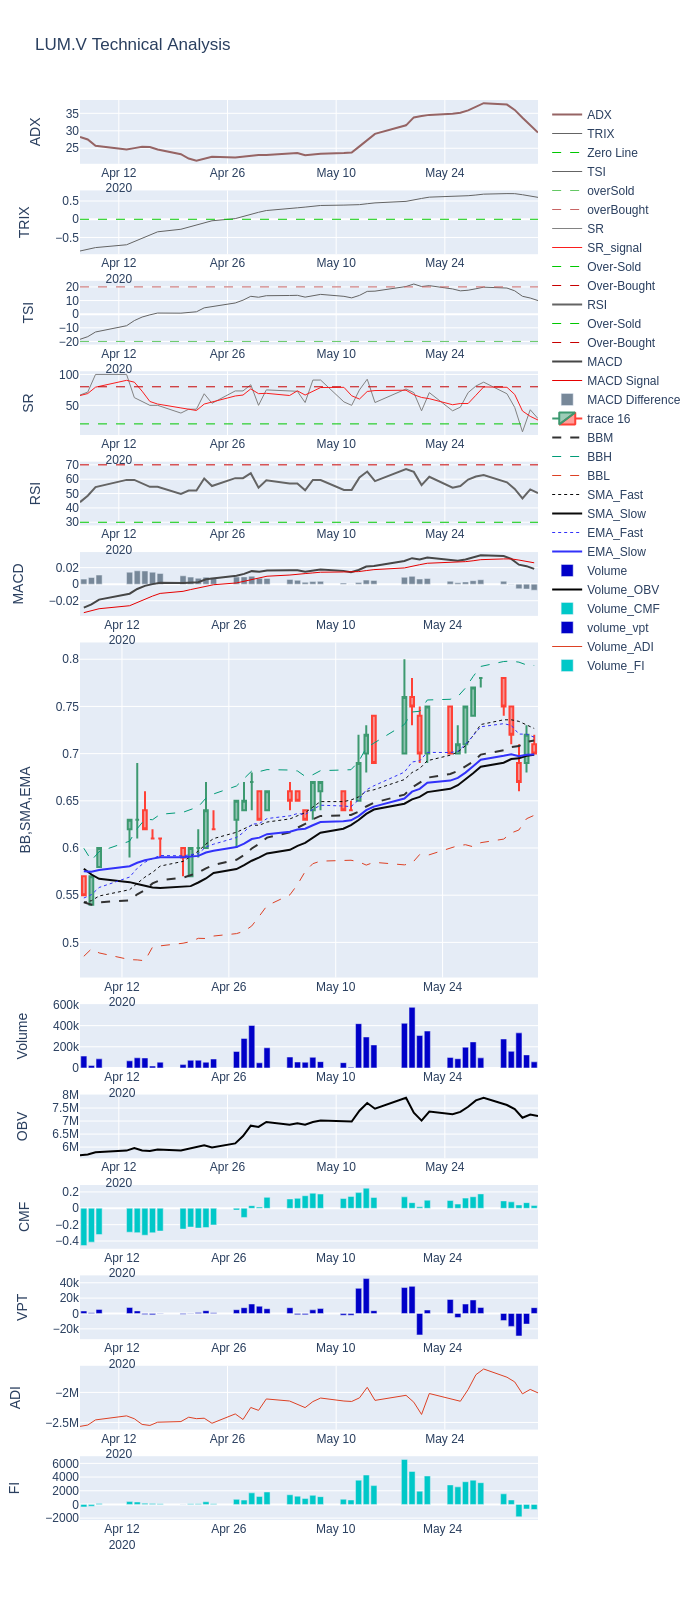 LUM.V Technical Analysis
ADX
35
30
25
Apr 12
2020
Apr 26
May 10
May 24
TRIX
0.5
0
−0.5
Apr 12
2020
Apr 26
May 10
May 24
TSI
20
10
0
−10
−20
Apr 12
2020
Apr 26
May 10
May 24
SR
100
50
Apr 12
2020
Apr 26
May 10
May 24
RSI
70
60
50
40
30
Apr 12
2020
Apr 26
May 10
May 24
MACD
0.02
0
−0.02
Apr 12
2020
Apr 26
May 10
May 24
BB,SMA,EMA
0.8
0.75
0.7
0.65
0.6
0.55
0.5
Apr 12
2020
Apr 26
May 10
May 24
Volume
600k
400k
200k
0
Apr 12
2020
Apr 26
May 10
May 24
OBV
8M
7.5M
7M
6.5M
6M
Apr 12
2020
Apr 26
May 10
May 24
CMF
0.2
0
−0.2
−0.4
Apr 12
2020
Apr 26
May 10
May 24
VPT
40k
20k
0
−20k
Apr 12
2020
Apr 26
May 10
May 24
ADI
−2M
−2.5M
Apr 12
2020
Apr 26
May 10
May 24
FI
6000
4000
2000
0
−2000
Apr 12
2020
Apr 26
May 10
May 24
ADX
TRIX
Zero Line
TSI
overSold
overBought
SR
SR_signal
Over-Sold
Over-Bought
RSI
Over-Sold
Over-Bought
MACD
MACD Signal
MACD Difference
trace 16
BBM
BBH
BBL
SMA_Fast
SMA_Slow
EMA_Fast
EMA_Slow
Volume
Volume_OBV
Volume_CMF
volume_vpt
Volume_ADI
Volume_FI